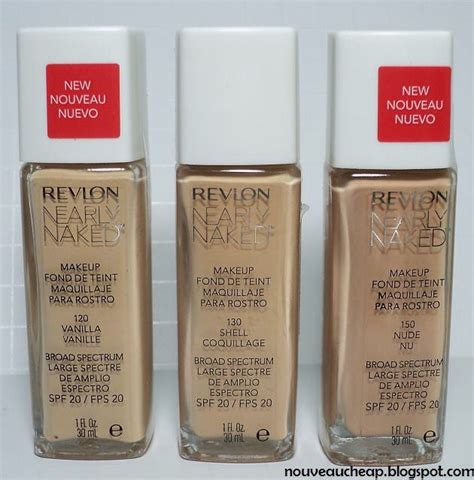 NEW
NOUVEAU
NUEVO
REVLON
NEARLY
NAKED™
MAKEUP
FOND DE TEINT
MAQUILLAJE
PARA ROSTRO
120
VANILLA
VANILLE
BROAD SPECTRUM
LARGE SPECTRE
DE AMPLIO
ESPECTRO
SPF 20 / FPS 20
1 Fl. Oz.
30 mL e
REVLON
NEARLY
NAKED™
MAKEUP
FOND DE TEINT
MAQUILLAJE
PARA ROSTRO
130
SHELL
COQUILLAGE
BROAD SPECTRUM
LARGE SPECTRE
DE AMPLIO
ESPECTRO
SPF 20 / FPS 20
1 Fl. Oz.
30 mL e
NEW
NOUVEAU
NUEVO
REVLON
NEARLY
NAKED™
MAKEUP
FOND DE TEINT
MAQUILLAJE
PARA ROSTRO
150
NUDE
NU
BROAD SPECTRUM
LARGE SPECTRE
DE AMPLIO
ESPECTRO
SPF 20 / FPS 20
1 Fl. Oz.
30 mL e
nouveaucheap.blogspot.com